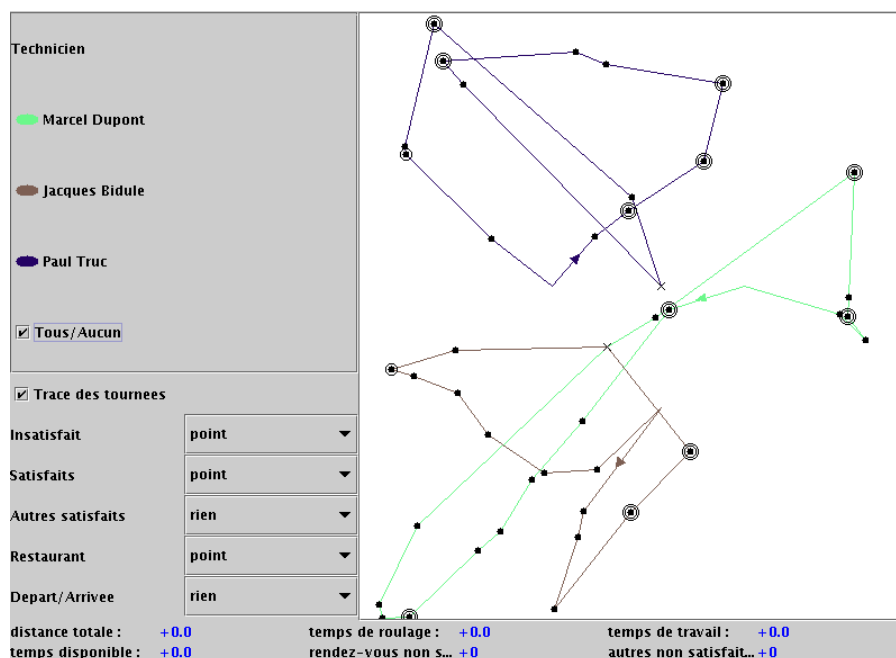 Technicien
Marcel Dupont
Jacques Bidule
Paul Truc
Tous/Aucun
Trace des tournees
Insatisfait point
Satisfaits point
Autres satisfaits rien
Restaurant point
Depart/Arrivee rien
distance totale : +0.0 temps de roulage : +0.0 temps de travail : +0.0
temps disponible : +0.0 rendez-vous non s... +0 autres non satisfait... +0